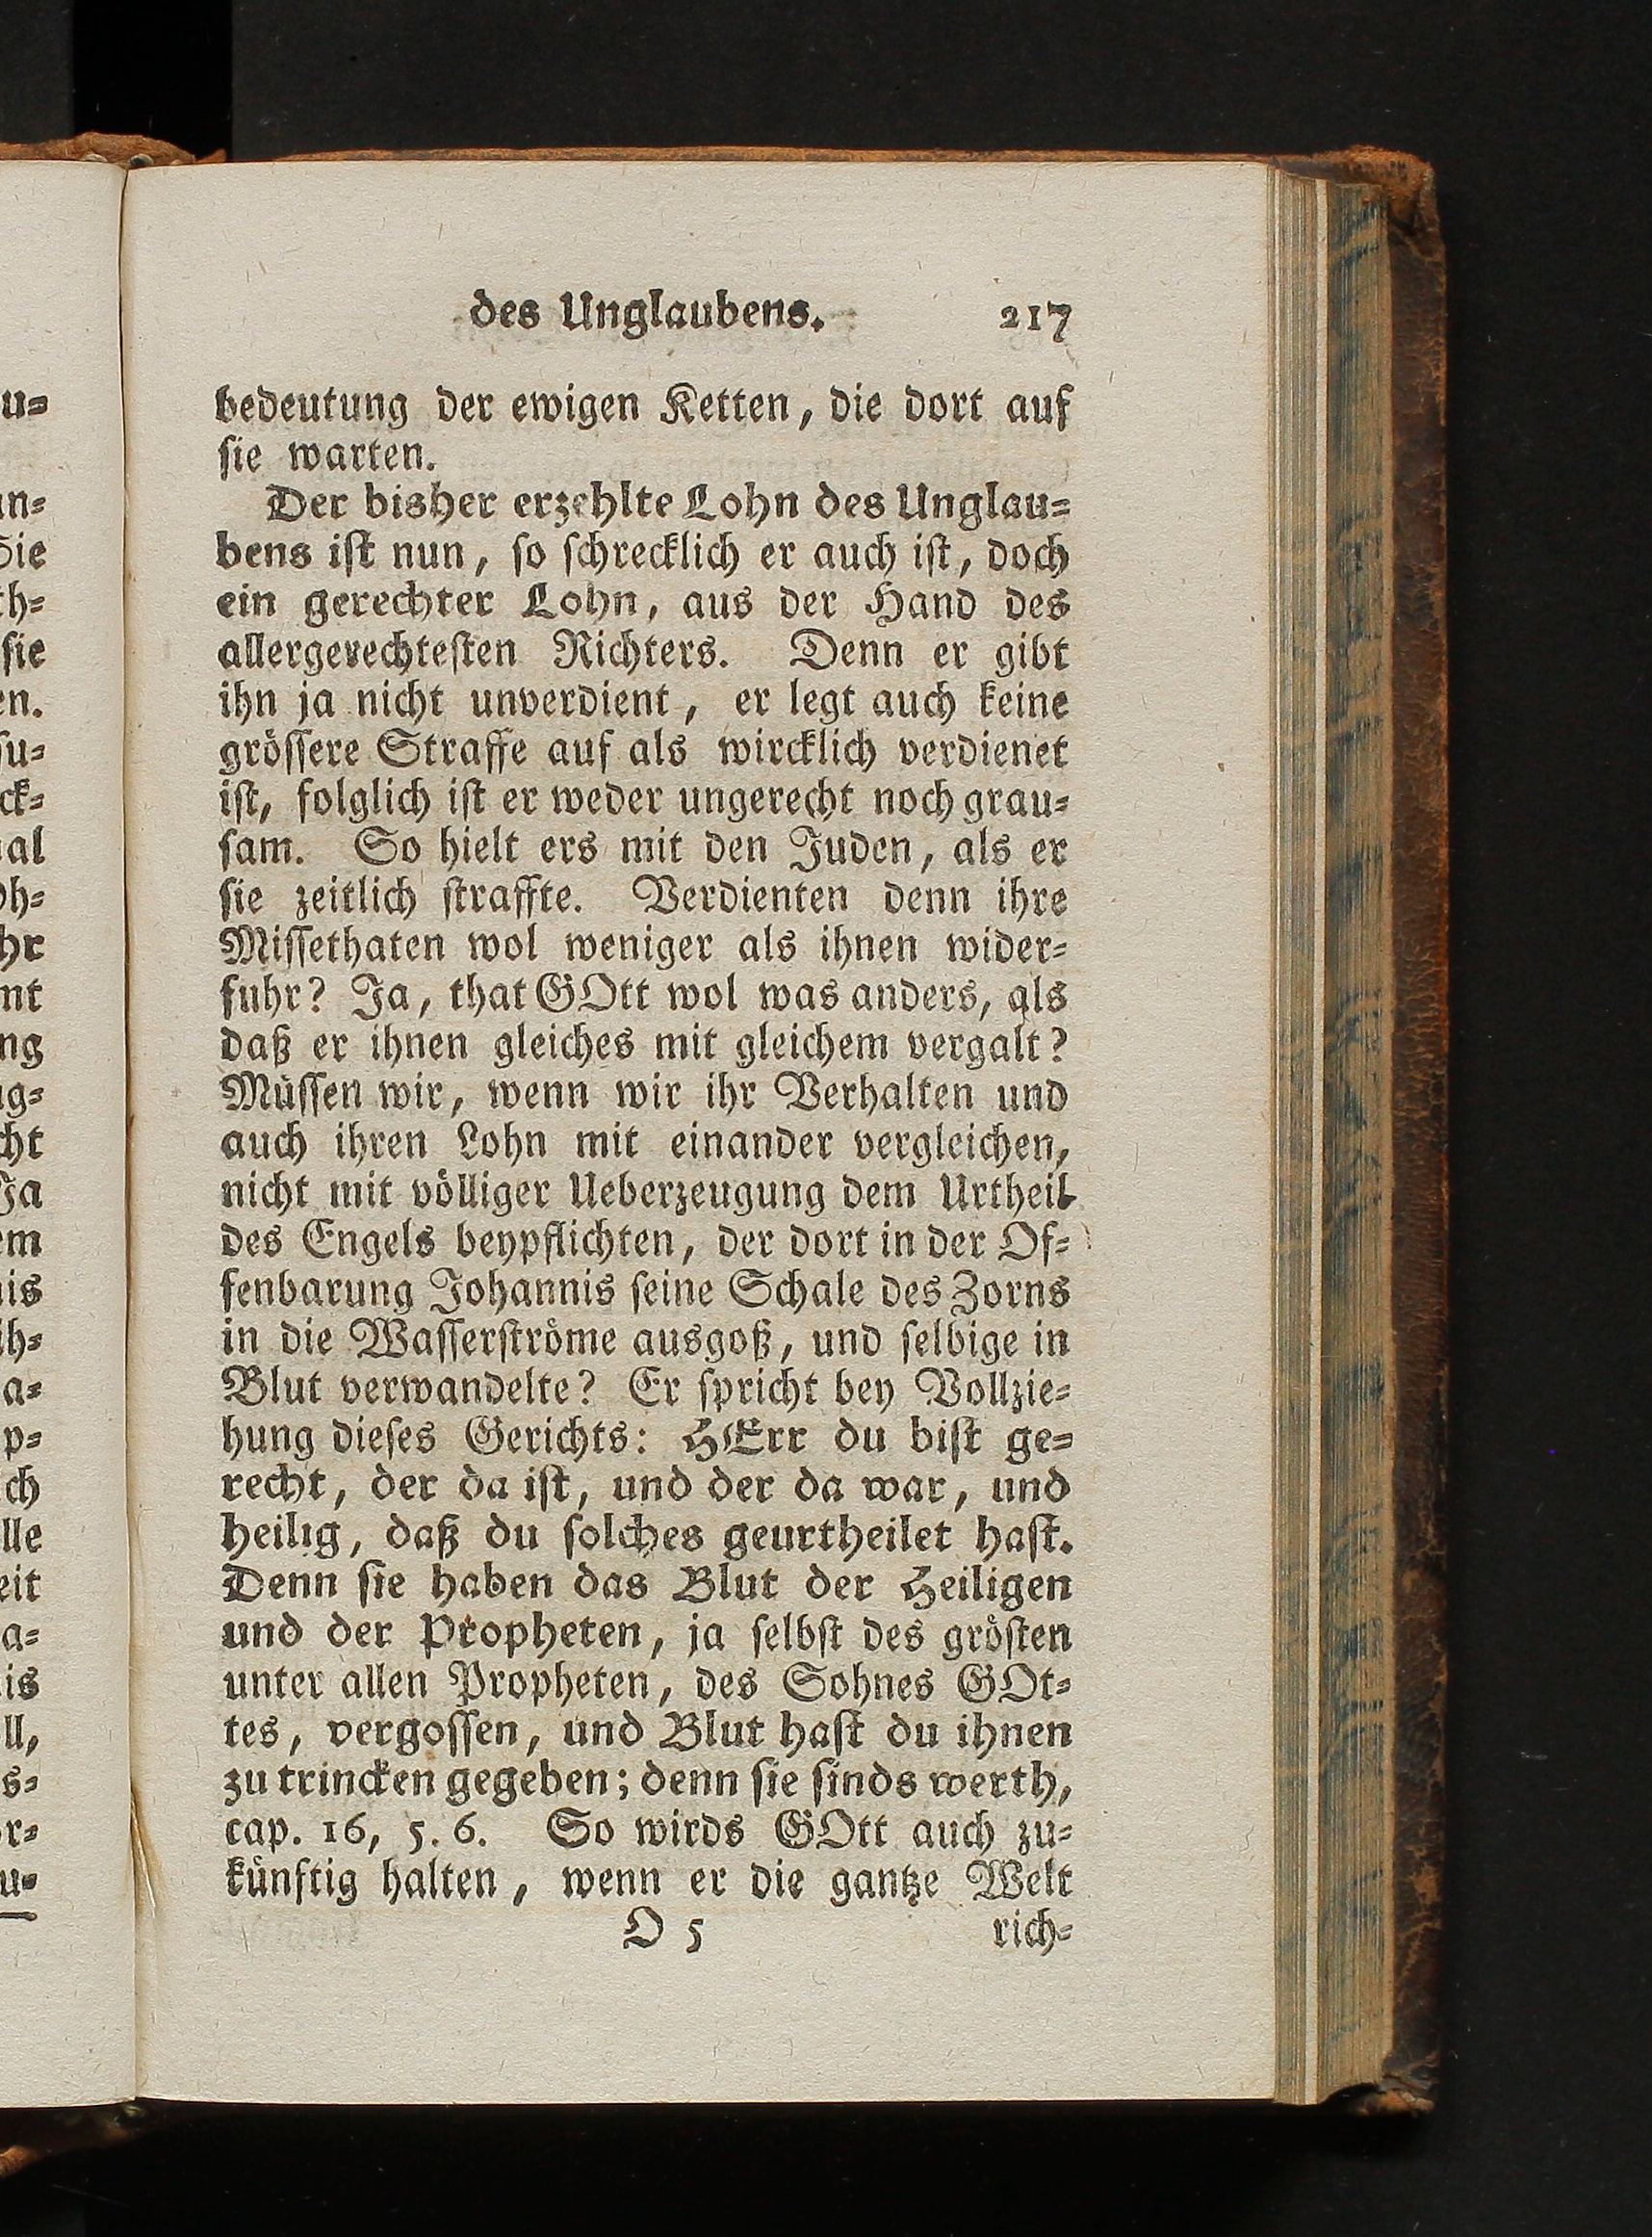 des Unglaubens. 217
bedeutung der ewigen Ketten, die dort auf
ſie warten.
Der bisher erzehlte Lohn des Unglau⸗
bens iſt nun, ſo ſchrecklich er auch iſt, doch
ein gerechter Lohn, aus der Hand des
allergerechteſten Richters. Denn er gibt
ihn ja nicht unverdient, er legt auch keine
gröſſere Straffe auf als wircklich verdienet
iſt, folglich iſt er weder ungerecht noch grau⸗
ſam. So hielt ers mit den Juden, als er
ſie zeitlich ſtraffte. Verdienten denn ihre
Miſſethaten wol weniger als ihnen wider⸗
fuhr? Ja, that GOtt wol was anders, als
daß er ihnen gleiches mit gleichem vergalt?
Müſſen wir, wenn wir ihr Verhalten und
auch ihren Lohn mit einander vergleichen,
nicht mit völliger Ueberzeugung dem Urtheil
des Engels beypflichten, der dort in der Of⸗
fenbarung Johannis ſeine Schale des Zorns
in die Waſſerſtröme ausgoß, und ſelbige in
Blut verwandelte? Er ſpricht bey Vollzie⸗
hung dieſes Gerichts: HErr du biſt ge⸗
recht, der da iſt, und der da war, und
heilig, daß du ſolches geurtheilet haſt.
Denn ſie haben das Blut der Heiligen
und der Propheten, ja ſelbſt des gröſten
unter allen Propheten, des Sohnes GOt⸗
tes, vergoſſen, und Blut haſt du ihnen
zu trincken gegeben; denn ſie ſinds werth,
cap. 16, 5. 6. So wirds GOtt auch zu⸗
künftig halten, wenn er die gantze Welt
O 5 rich⸗